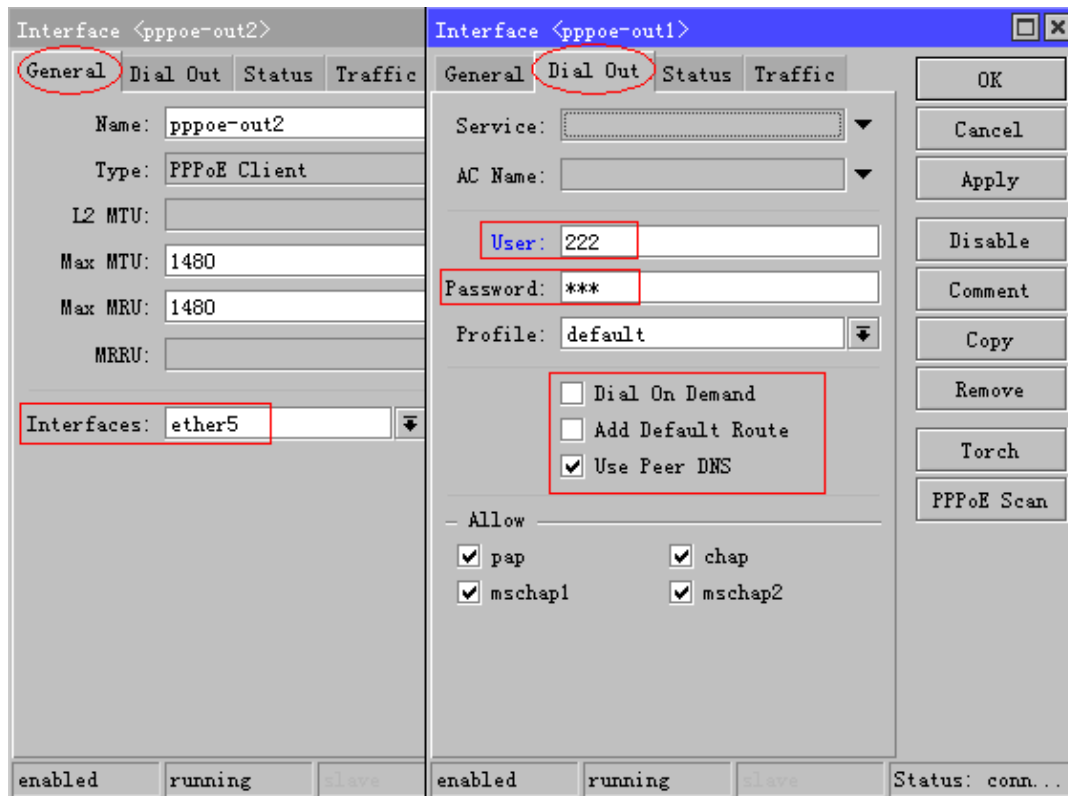 Interface <pppoe-out2>
General Dial Out Status Traffic
Name: pppoe-out2
Type: PPPoE Client
L2 MTU:
Max MTU: 1480
Max MRU: 1480
MRRU:
Interfaces: ether5
enabled running slave
Interface <pppoe-out1>
General Dial Out Status Traffic
Service:
AC Name:
User: 222
Password: ***
Profile: default
Dial On Demand
Add Default Route
Use Peer DNS
Allow
pap chap
mschap1 mschap2
OK
Cancel
Apply
Disable
Comment
Copy
Remove
Torch
PPPoE Scan
enabled running slave Status: conn...